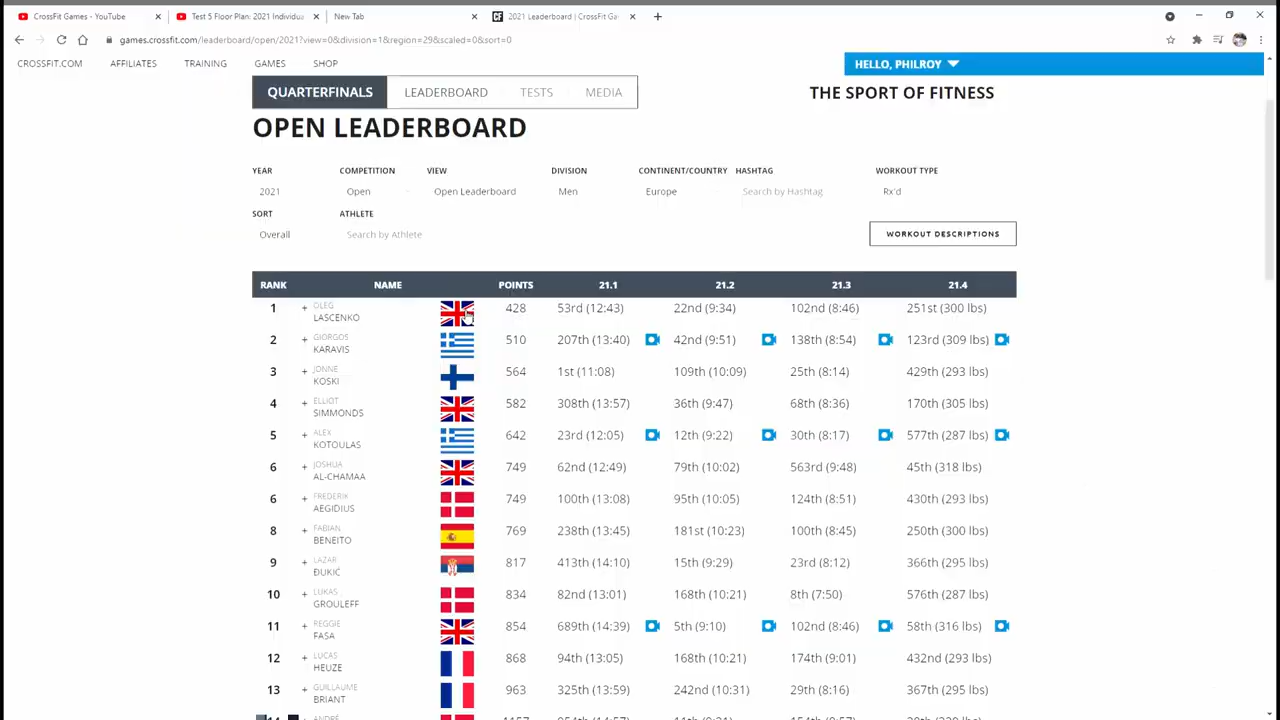 CrossFit Games - YouTube
Test 5 Floor Plan: 2021 Individua
New Tab
2021 Leaderboard | CrossFit Ga
games.crossfit.com/leaderboard/open/2021?view=0&division=1&region=29&scaled=0&sort=0
CROSSFIT.COM AFFILIATES TRAINING GAMES SHOP HELLO, PHILROY
QUARTERFINALS LEADERBOARD TESTS MEDIA THE SPORT OF FITNESS
OPEN LEADERBOARD
YEAR COMPETITION VIEW DIVISION CONTINENT/COUNTRY HASHTAG WORKOUT TYPE
2021 Open Open Leaderboard Men Europe Search by Hashtag Rx'd
SORT ATHLETE
Overall Search by Athlete WORKOUT DESCRIPTIONS
RANK NAME POINTS 21.1 21.2 21.3 21.4
1 + OLEG LASCENKO 428 53rd (12:43) 22nd (9:34) 102nd (8:46) 251st (300 lbs)
2 + GIORGOS KARAVIS 510 207th (13:40) 42nd (9:51) 138th (8:54) 123rd (309 lbs)
3 + JONNE KOSKI 564 1st (11:08) 109th (10:09) 25th (8:14) 429th (293 lbs)
4 + ELLIOT SIMMONDS 582 308th (13:57) 36th (9:47) 68th (8:36) 170th (305 lbs)
5 + ALEX KOTOULAS 642 23rd (12:05) 12th (9:22) 30th (8:17) 577th (287 lbs)
6 + JOSHUA AL-CHAMAA 749 62nd (12:49) 79th (10:02) 563rd (9:48) 45th (318 lbs)
6 + FREDERIK AEGIDIUS 749 100th (13:08) 95th (10:05) 124th (8:51) 430th (293 lbs)
8 + FABIAN BENEITO 769 238th (13:45) 181st (10:23) 100th (8:45) 250th (300 lbs)
9 + LAZAR ĐUKIĆ 817 413th (14:10) 15th (9:29) 23rd (8:12) 366th (295 lbs)
10 + LUKAS GROULEFF 834 82nd (13:01) 168th (10:21) 8th (7:50) 576th (287 lbs)
11 + REGGIE FASA 854 689th (14:39) 5th (9:10) 102nd (8:46) 58th (316 lbs)
12 + LUCAS HEUZE 868 94th (13:05) 168th (10:21) 174th (9:01) 432nd (293 lbs)
13 + GUILLAUME BRIANT 963 325th (13:59) 242nd (10:31) 29th (8:16) 367th (295 lbs)
ANDRÉ